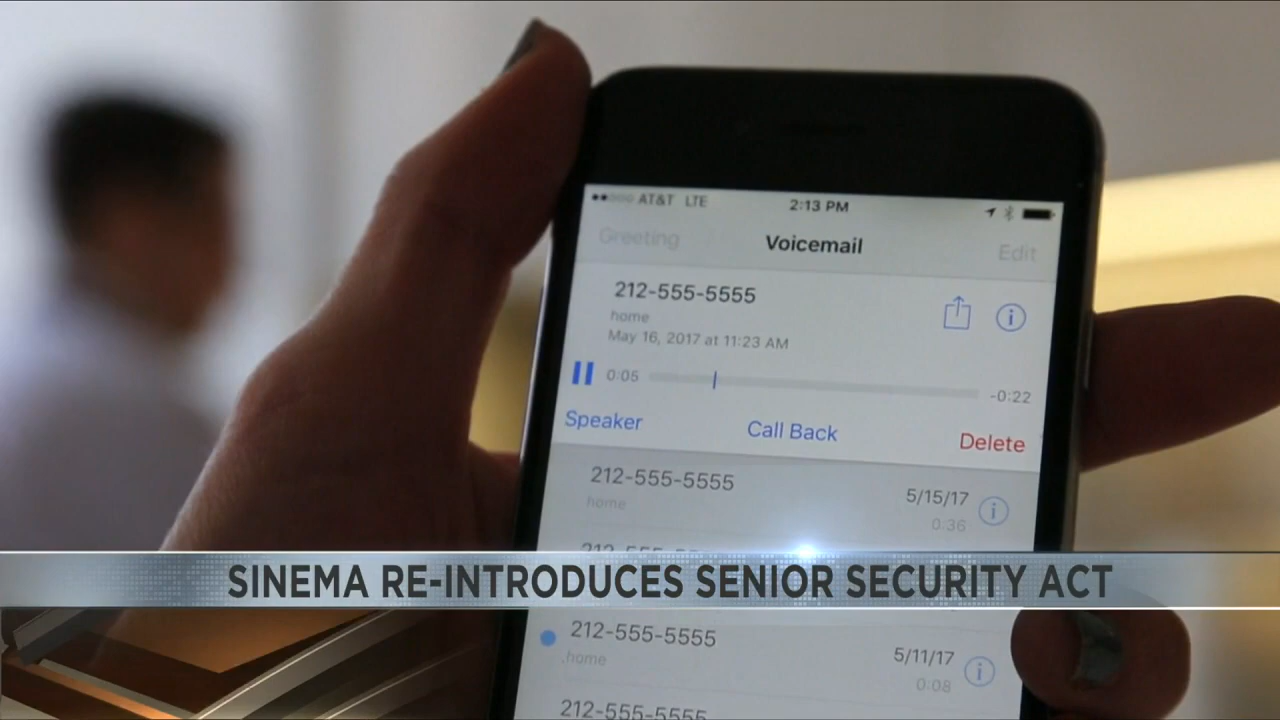 AT&T LTE 2:13 PM
Greeting Voicemail Edit
212-555-5555
home
May 16, 2017 at 11:23 AM
0:05 -0:22
Speaker Call Back Delete
212-555-5555
home
5/15/17
0:36
SINEMA RE-INTRODUCES SENIOR SECURITY ACT
212-555-5555
home
5/11/17
0:08
212-555-5555